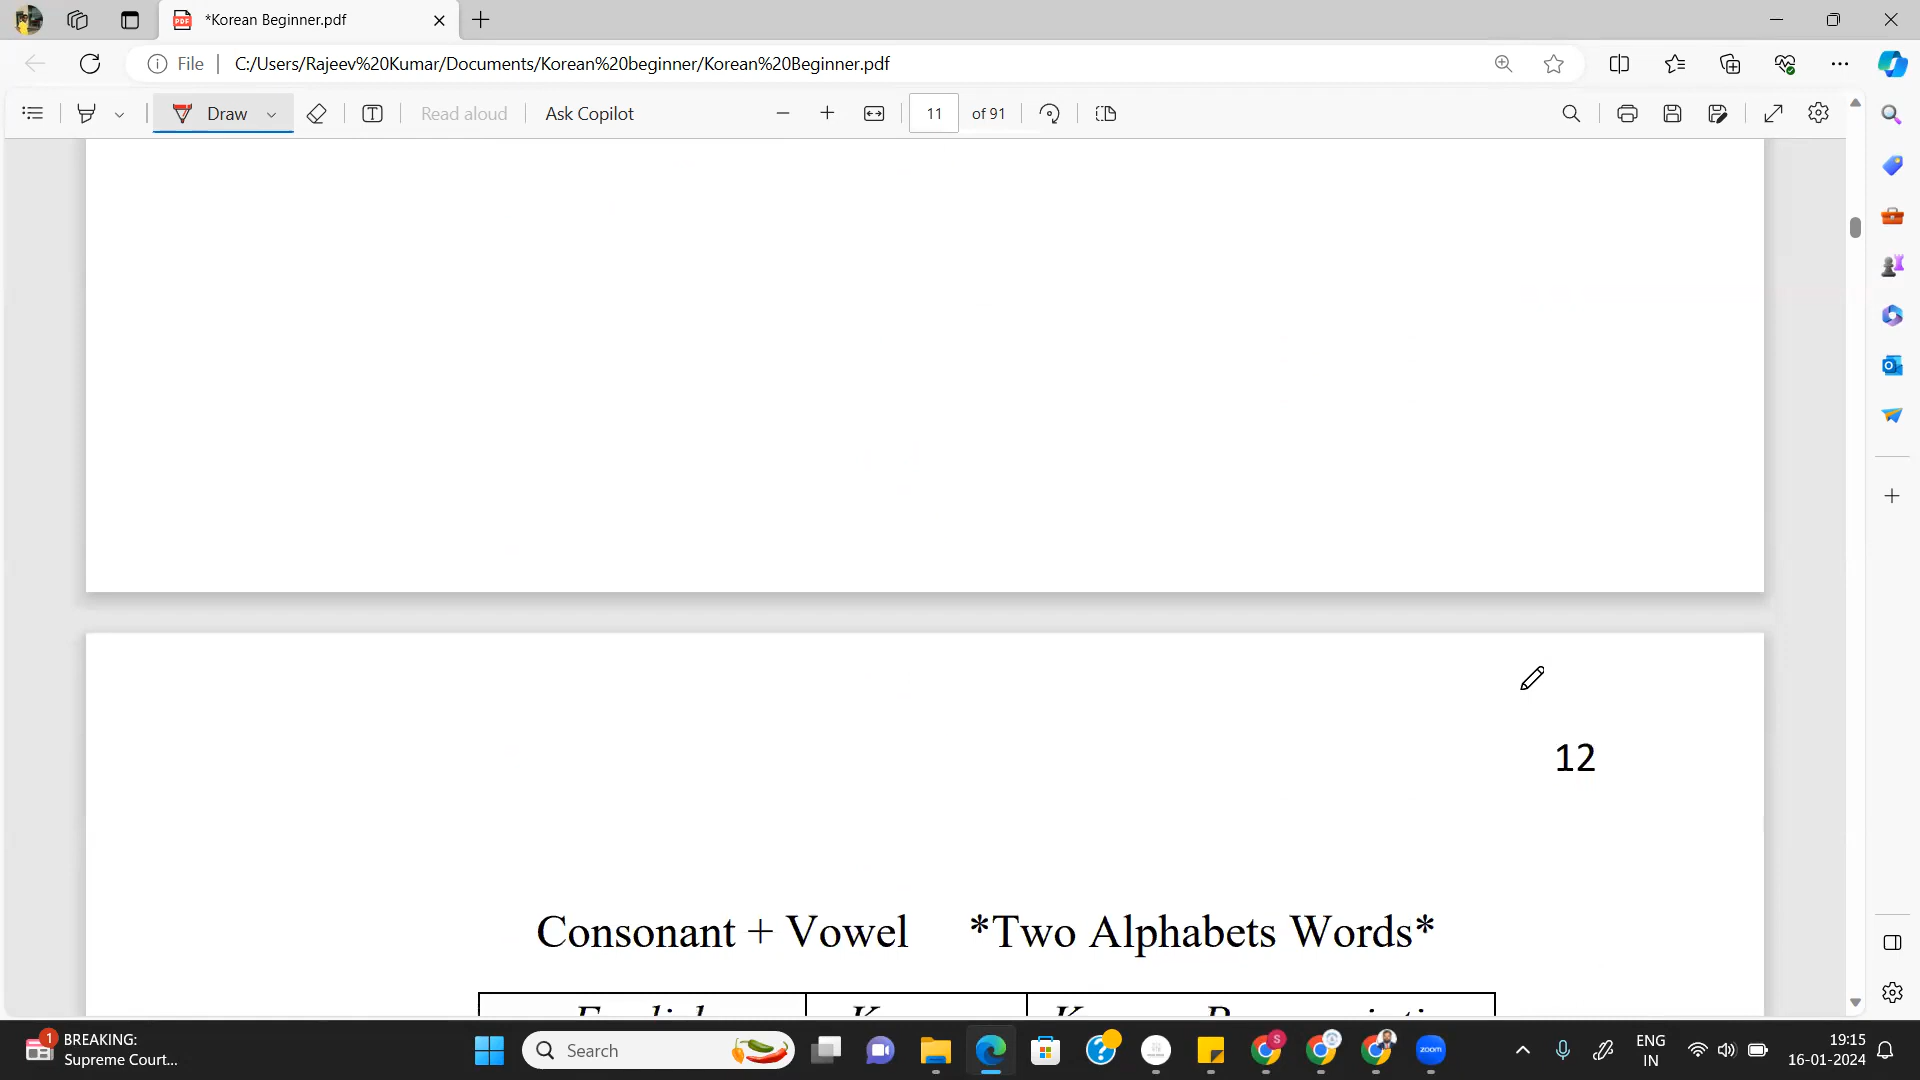 *Korean Beginner.pdf
File
C:/Users/Rajeev%20Kumar/Documents/Korean%20beginner/Korean%20Beginner.pdf
Draw
Read aloud
Ask Copilot
11 of 91
12
Consonant + Vowel *Two Alphabets Words*
1
BREAKING:
Supreme Court...
Search
zoom
ENG
IN
19:15
16-01-2024